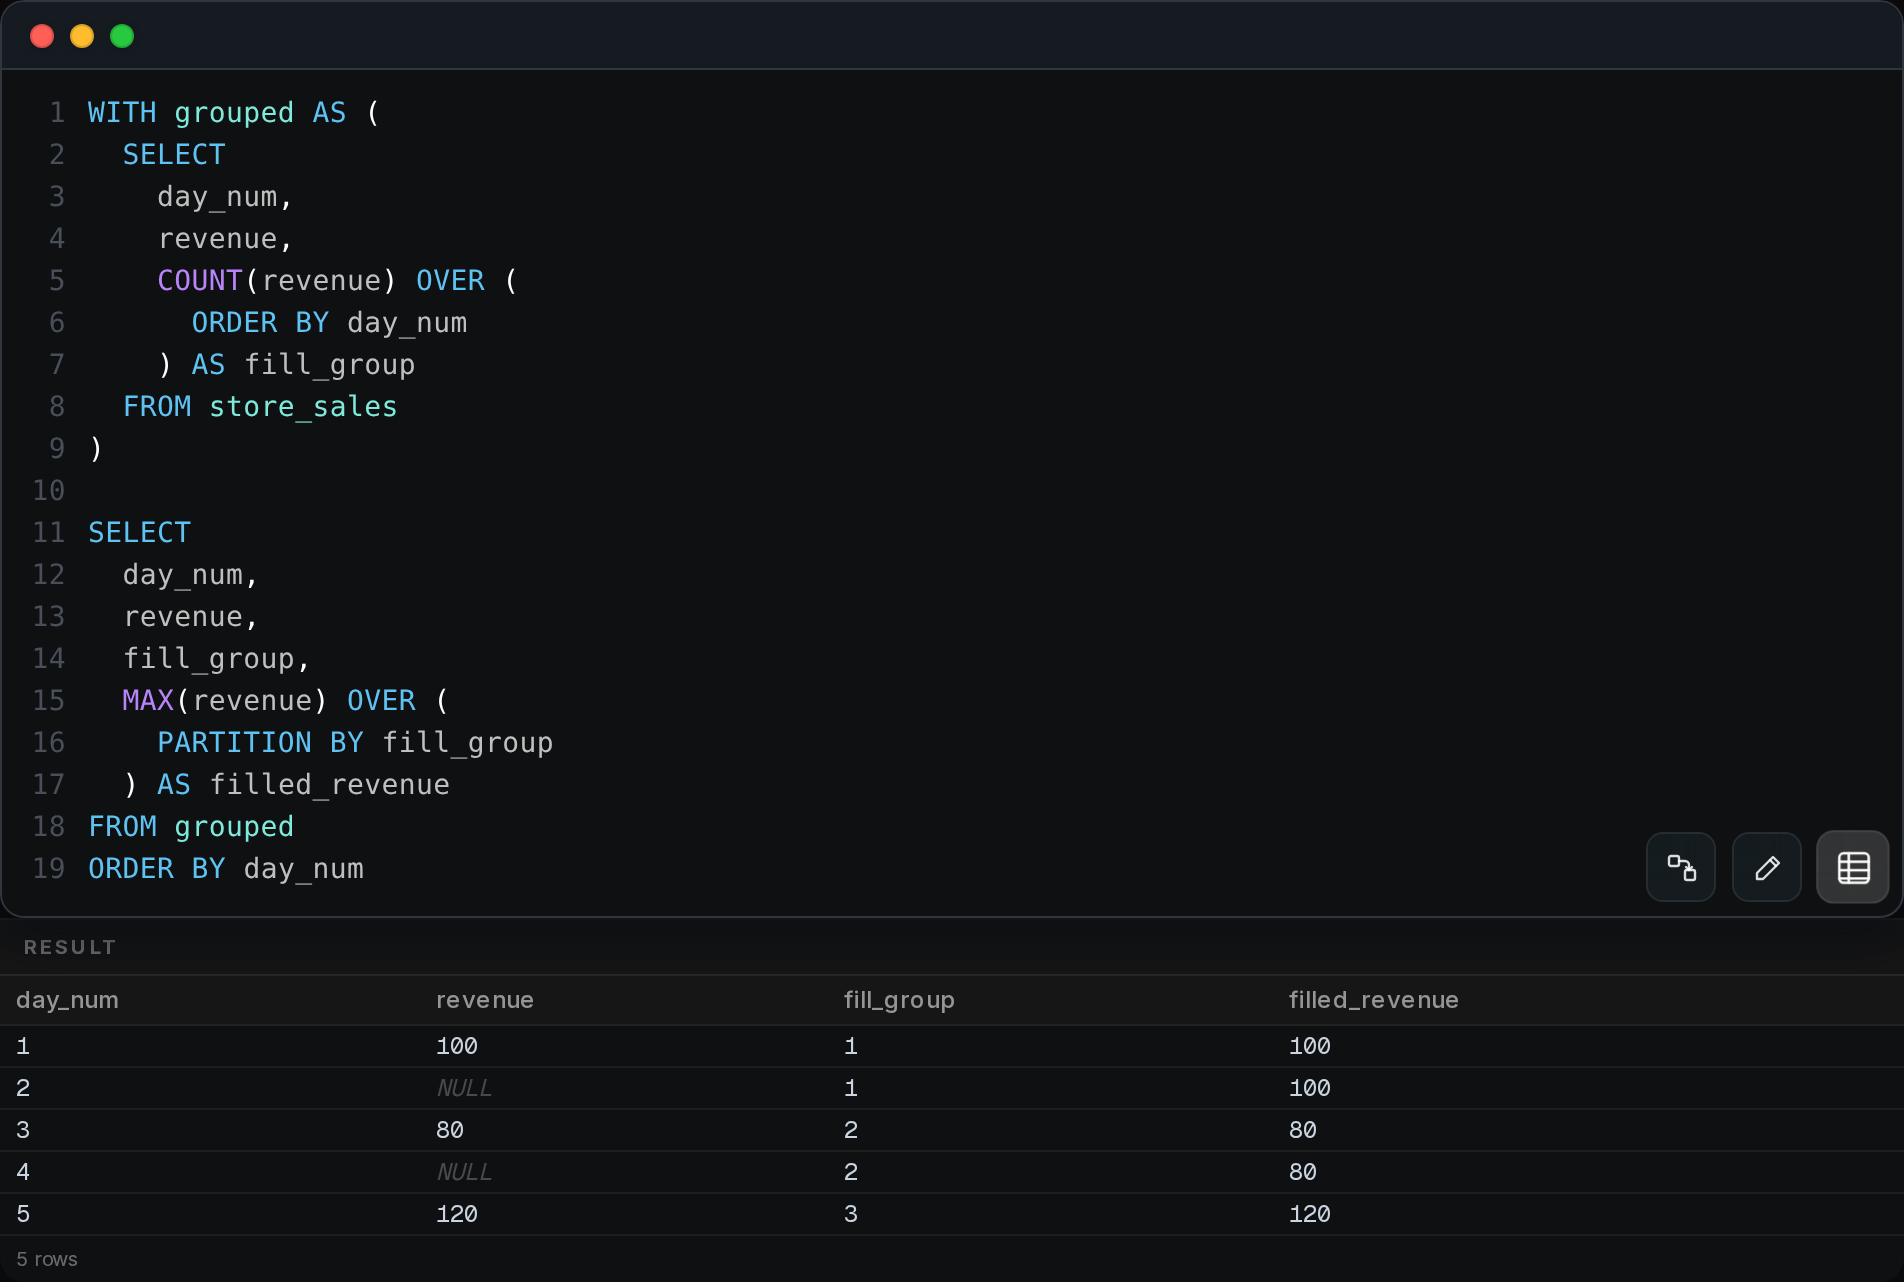 1 WITH grouped AS (
2   SELECT
3     day_num,
4     revenue,
5     COUNT(revenue) OVER (
6       ORDER BY day_num
7     ) AS fill_group
8   FROM store_sales
9 )
10
11 SELECT
12   day_num,
13   revenue,
14   fill_group,
15   MAX(revenue) OVER (
16     PARTITION BY fill_group
17   ) AS filled_revenue
18 FROM grouped
19 ORDER BY day_num
RESULT
day_num revenue fill_group filled_revenue
1 100 1 100
2 NULL 1 100
3 80 2 80
4 NULL 2 80
5 120 3 120
5 rows